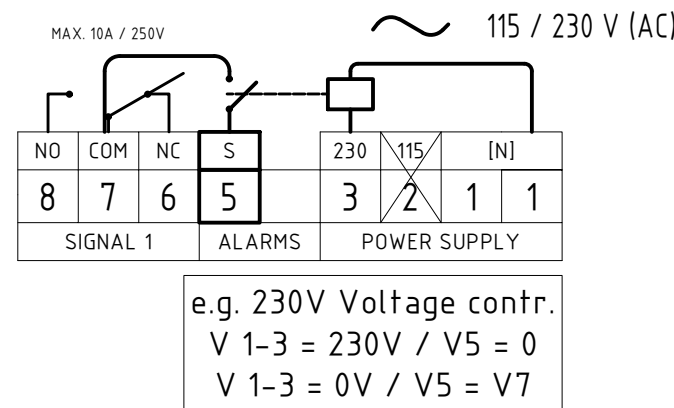 MAX. 10A / 250V
115 / 230 V (AC)
NO COM NC S 230 115 [N]
8 7 6 5 3 2 1 1
SIGNAL 1 ALARMS POWER SUPPLY
e.g. 230V Voltage contr.
V 1-3 = 230V / V5 = 0
V 1-3 = 0V / V5 = V7